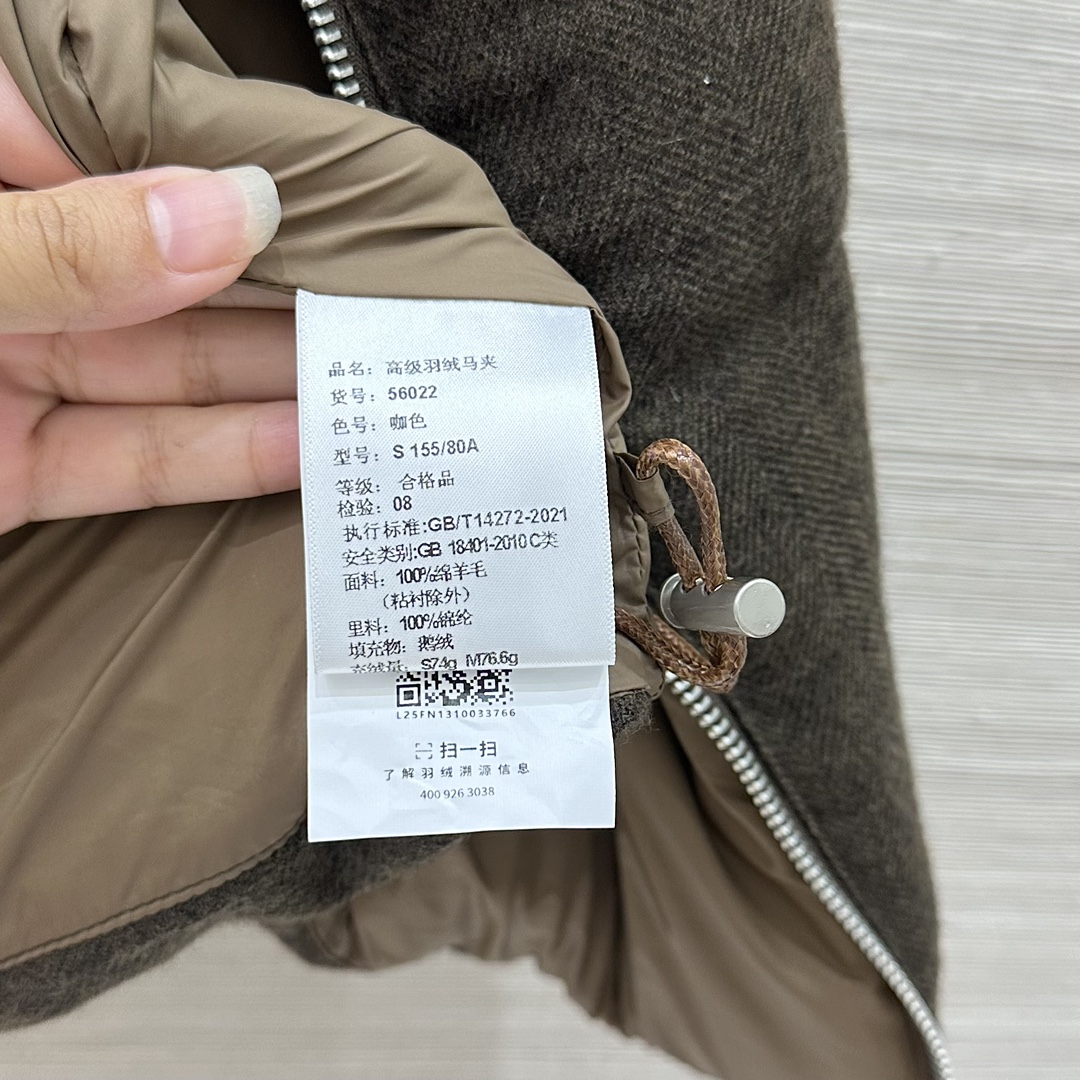 品名：高级羽绒马夹
货号：56022
色号：咖色
型号：S 155/80A
等级：合格品
检验：08
执行标准:GB/T14272-2021
安全类别:GB 18401-2010 C类
面料：100%绵羊毛
（粘衬除外）
里料：100%锦纶
填充物：鹅绒
充绒量：S74g M76.6g
L25FN1310033766
扫一扫
了解羽绒溯源信息
400 926 3038